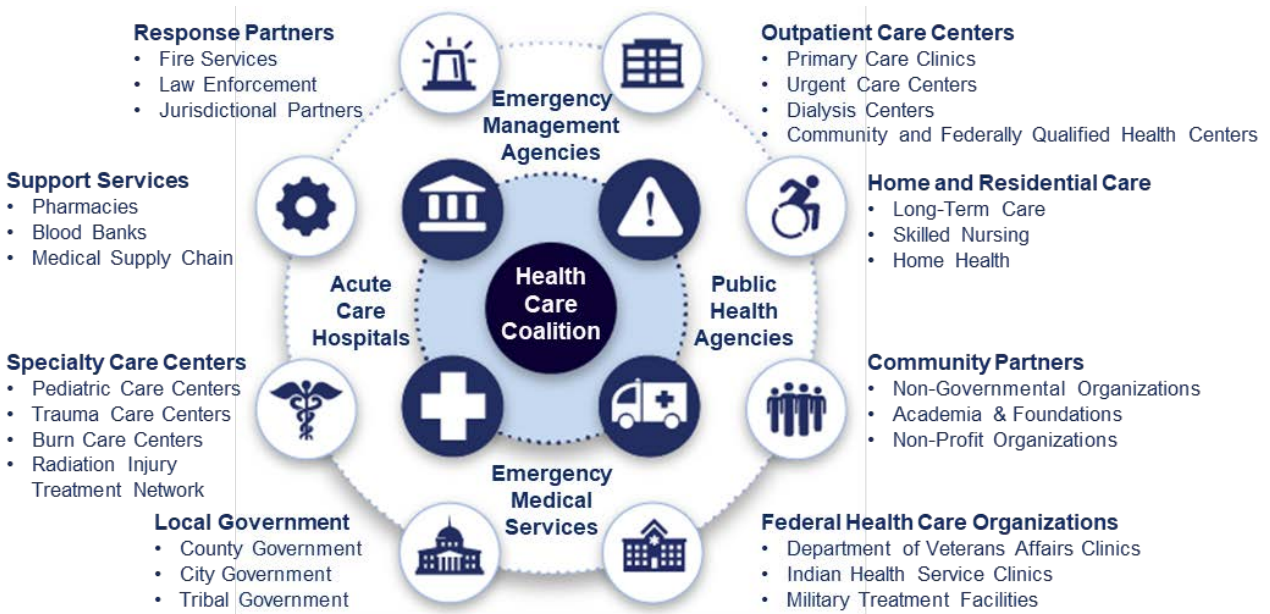 Response Partners
• Fire Services
• Law Enforcement
• Jurisdictional Partners
Outpatient Care Centers
• Primary Care Clinics
• Urgent Care Centers
• Dialysis Centers
• Community and Federally Qualified Health Centers
Support Services
• Pharmacies
• Blood Banks
• Medical Supply Chain
Emergency
Management
Agencies
Home and Residential Care
• Long-Term Care
• Skilled Nursing
• Home Health
Acute
Care
Hospitals
Health
Care
Coalition
Public
Health
Agencies
Specialty Care Centers
• Pediatric Care Centers
• Trauma Care Centers
• Burn Care Centers
• Radiation Injury
Treatment Network
Community Partners
• Non-Governmental Organizations
• Academia & Foundations
• Non-Profit Organizations
Emergency
Medical
Services
Local Government
• County Government
• City Government
• Tribal Government
Federal Health Care Organizations
• Department of Veterans Affairs Clinics
• Indian Health Service Clinics
• Military Treatment Facilities